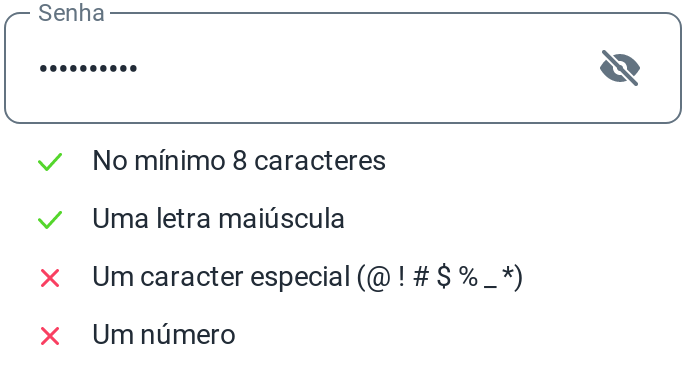 Senha
••••••••••
No mínimo 8 caracteres
Uma letra maiúscula
Um caracter especial (@ ! # $ % _ *)
Um número